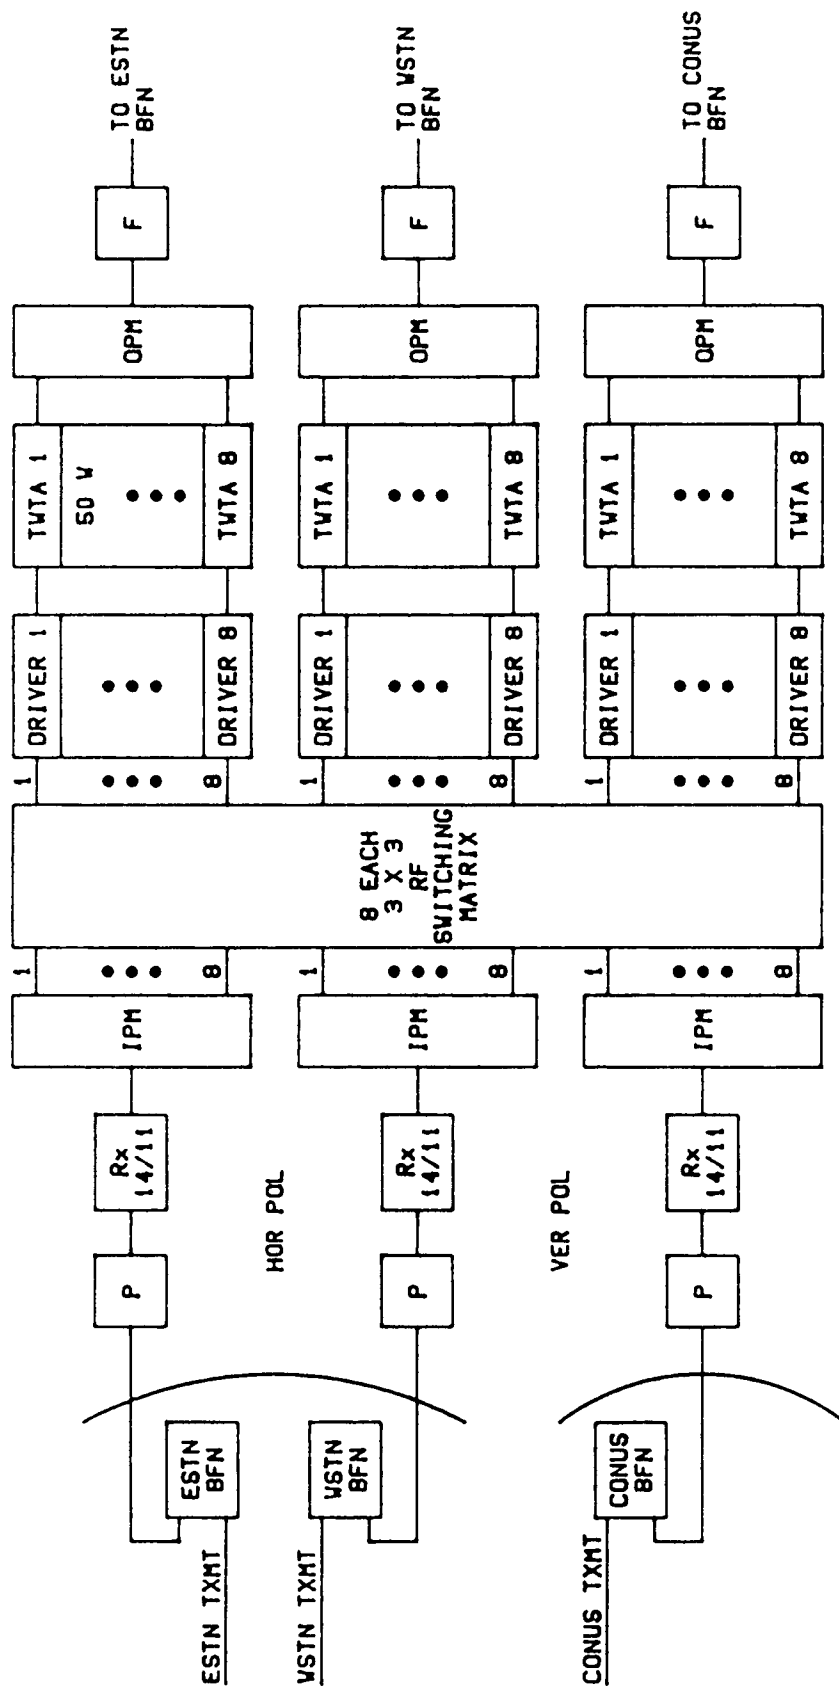 ESTN TXMT
ESTN
BFN
P
Rx
14/11
IPM
1
8
DRIVER 1
DRIVER 8
1
8
TWTA 1
50 W
TWTA 8
OPM
F
TO ESTN
BFN
HOR POL
WSTN TXMT
WSTN
BFN
P
Rx
14/11
IPM
1
8
8 EACH
3 X 3
RF
SWITCHING
MATRIX
1
8
DRIVER 1
DRIVER 8
TWTA 1
TWTA 8
OPM
F
TO WSTN
BFN
VER POL
CONUS TXMT
CONUS
BFN
P
Rx
14/11
IPM
1
8
1
8
DRIVER 1
DRIVER 8
TWTA 1
TWTA 8
OPM
F
TO CONUS
BFN